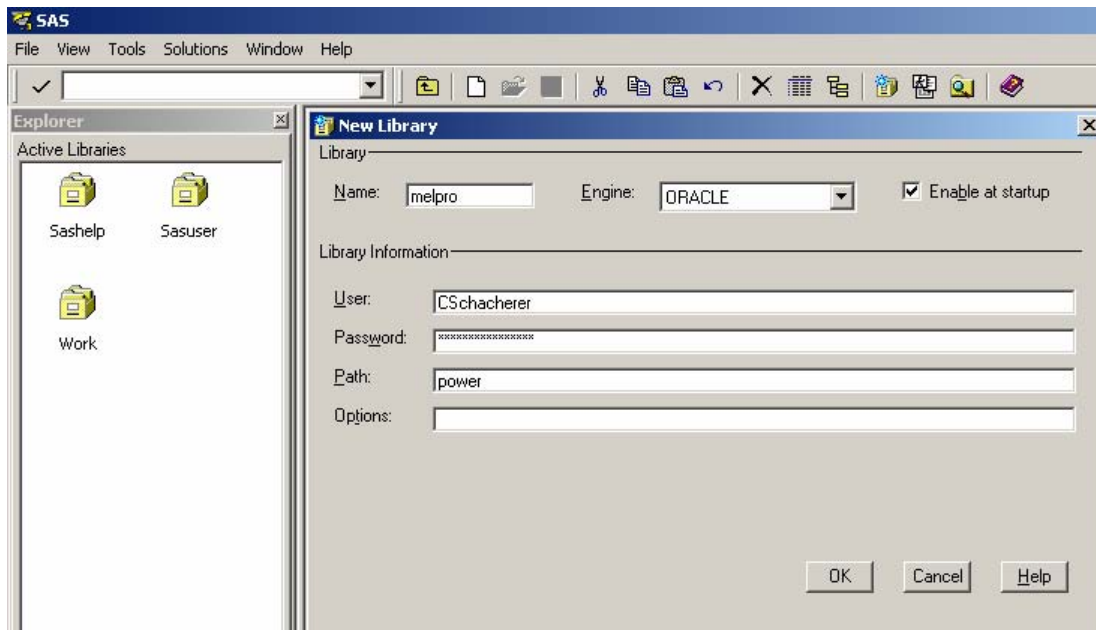 SAS
File View Tools Solutions Window Help
Explorer
Active Libraries
Sashelp Sasuser
Work
New Library
Library
Name: melpro Engine: ORACLE Enable at startup
Library Information
User: CSchacherer
Password: ****************
Path: power
Options:
OK Cancel Help